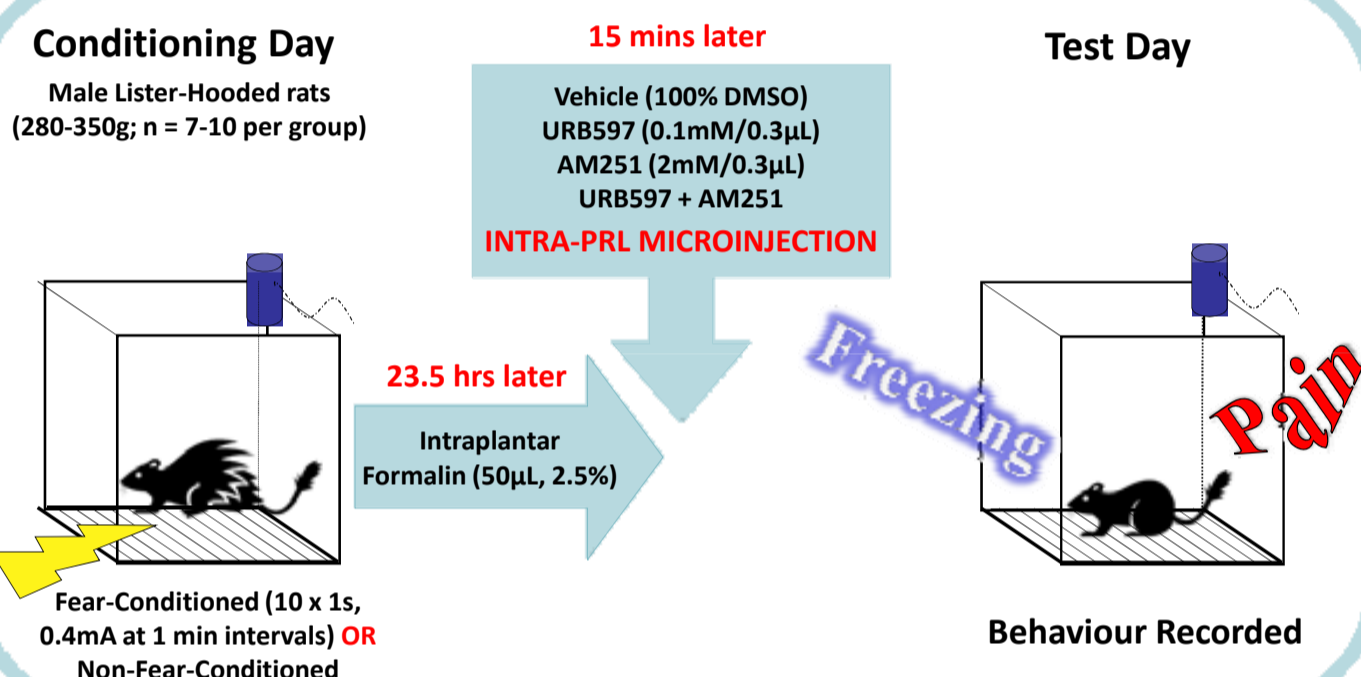 Conditioning Day
Male Lister-Hooded rats
(280-350g; n = 7-10 per group)
15 mins later
Vehicle (100% DMSO)
URB597 (0.1mM/0.3µL)
AM251 (2mM/0.3µL)
URB597 + AM251
INTRA-PRL MICROINJECTION
Test Day
23.5 hrs later
Intraplantar
Formalin (50µL, 2.5%)
Freezing
Pain
Fear-Conditioned (10 x 1s,
0.4mA at 1 min intervals) OR
Non-Fear-Conditioned
Behaviour Recorded